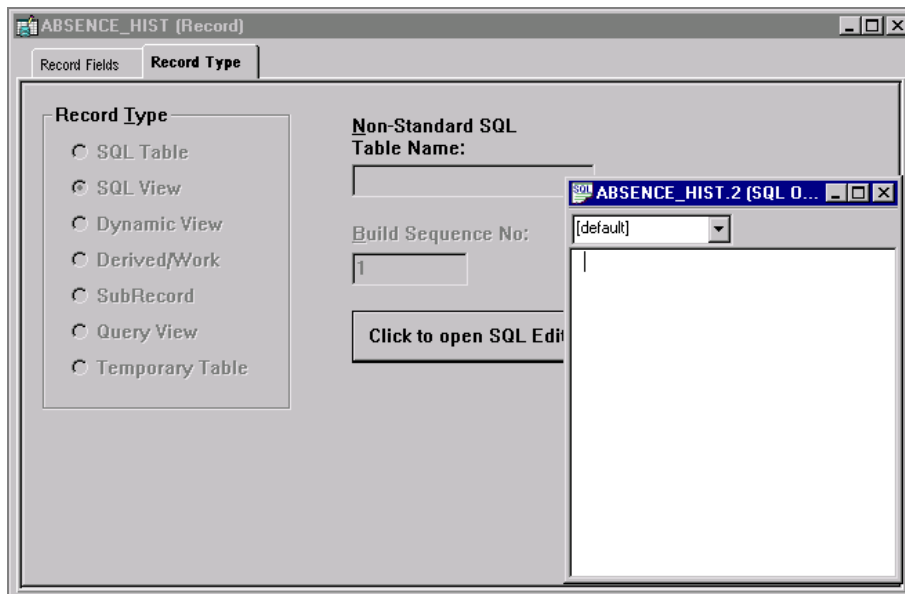 ABSENCE_HIST (Record)
Record Fields
Record Type
Record Type
SQL Table
SQL View
Dynamic View
Derived/Work
SubRecord
Query View
Temporary Table
Non-Standard SQL
Table Name:
Build Sequence No:
1
Click to open SQL Edit
SQL
ABSENCE_HIST.2 (SQL O...
[default]